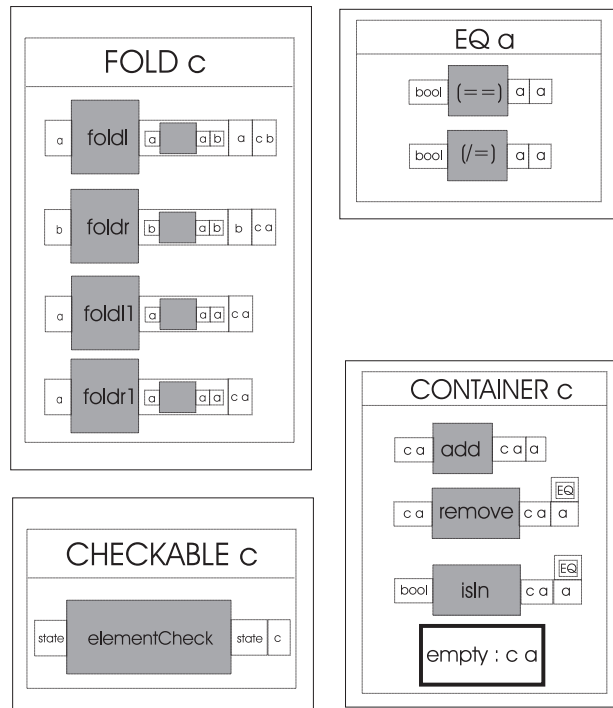 FOLD c
a foldl a a b a c b
b foldr b a b b c a
a foldl1 a a a c a
a foldr1 a a a c a
EQ a
bool (==) a a
bool (/=) a a
CHECKABLE c
state elementCheck state c
CONTAINER c
c a add c a a
EQ
c a remove c a a
EQ
bool isIn c a a
empty : c a